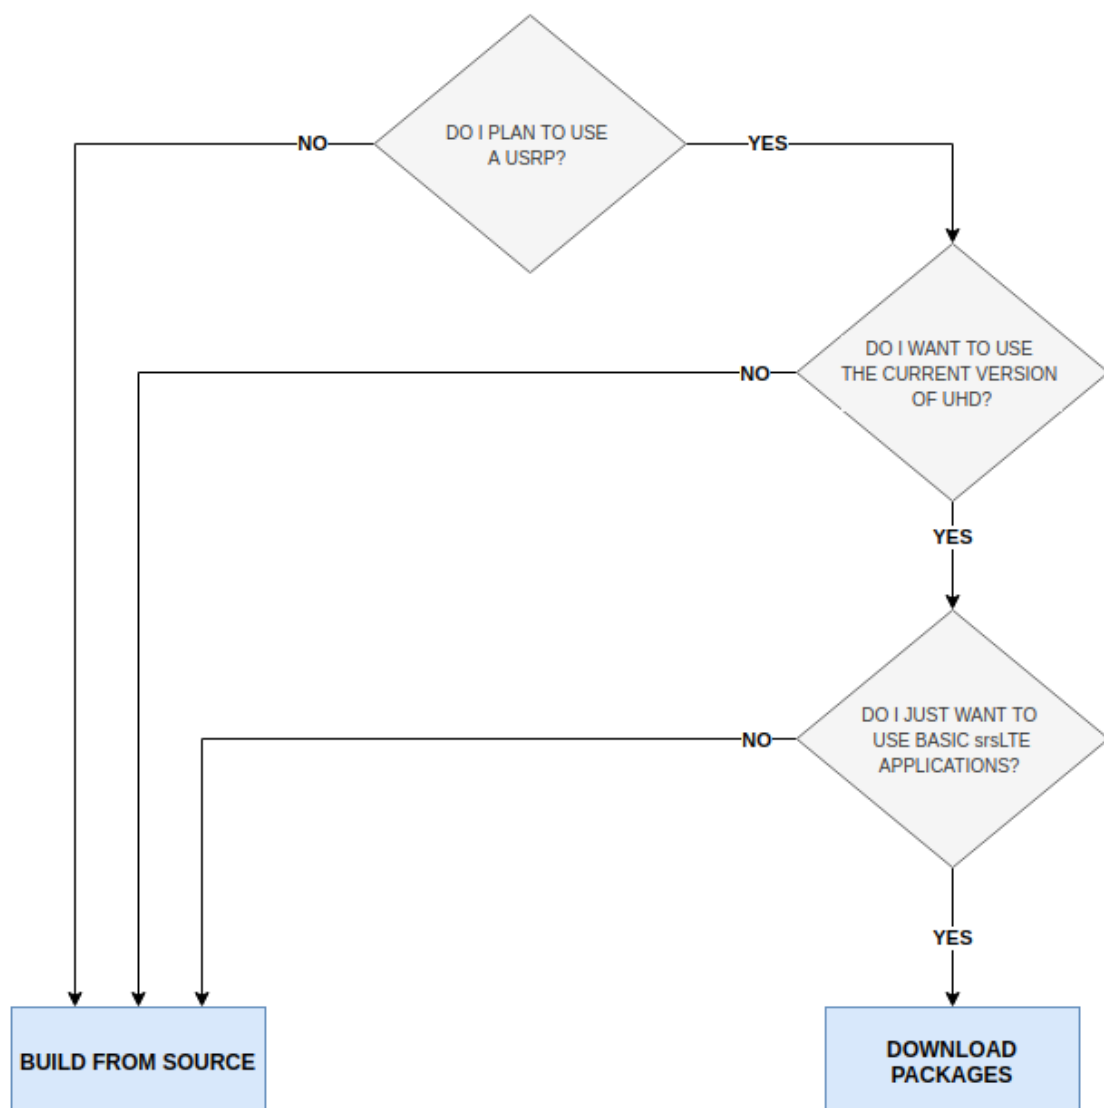 DO I PLAN TO USE
A USRP?
NO
YES
DO I WANT TO USE
THE CURRENT VERSION
OF UHD?
NO
YES
DO I JUST WANT TO
USE BASIC srsLTE
APPLICATIONS?
NO
YES
BUILD FROM SOURCE
DOWNLOAD
PACKAGES